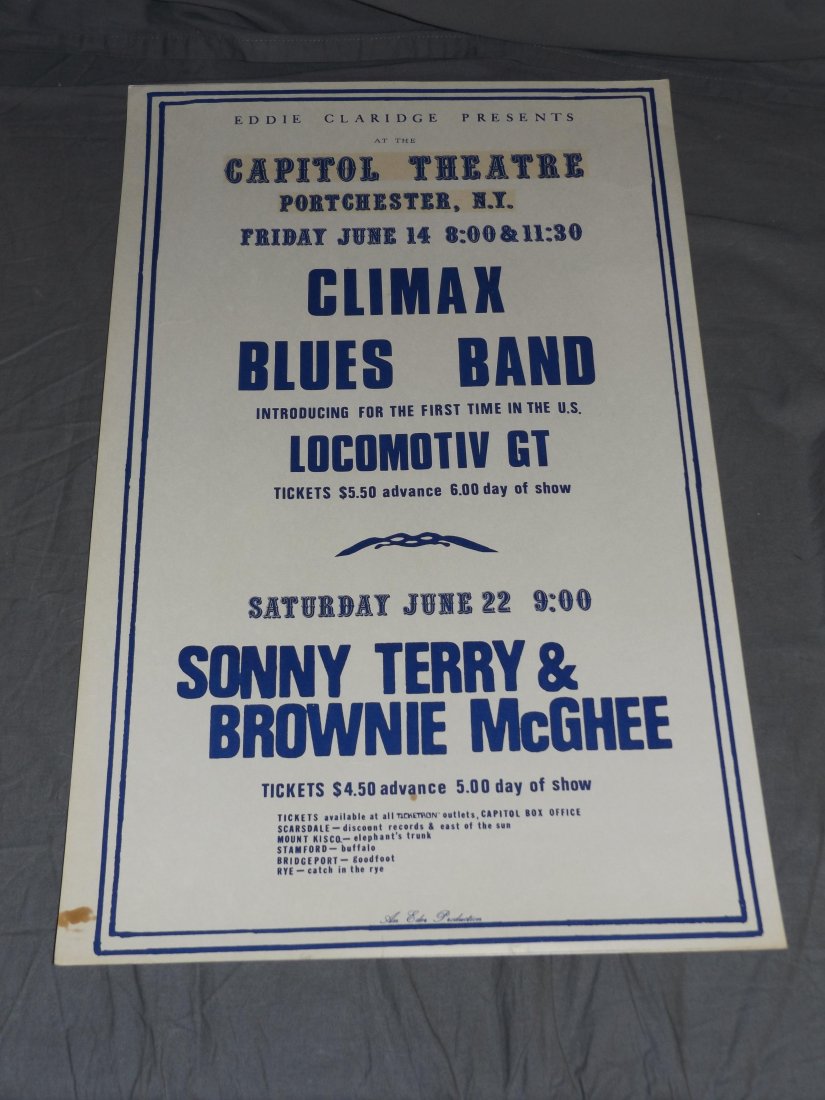 EDDIE CLARIDGE PRESENTS
AT THE
CAPITOL THEATRE
PORTCHESTER, N.Y.
FRIDAY JUNE 14 8:00 & 11:30
CLIMAX
BLUES BAND
INTRODUCING FOR THE FIRST TIME IN THE U.S.
LOCOMOTIV GT
TICKETS $5.50 advance 6.00 day of show
SATURDAY JUNE 22 9:00
SONNY TERRY &
BROWNIE McGHEE
TICKETS $4.50 advance 5.00 day of show
TICKETS available at all TICKETRON outlets, CAPITOL BOX OFFICE
SCARSDALE — discount records & east of the sun
MOUNT KISCO — elephant's trunk
STAMFORD — buffalo
BRIDGEPORT — goodfoot
RYE — catch in the rye
An Production